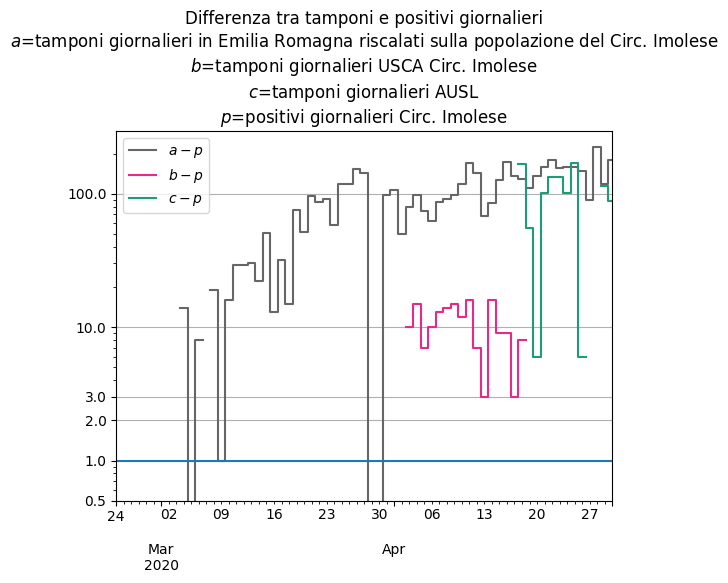 Differenza tra tamponi e positivi giornalieri
a=tamponi giornalieri in Emilia Romagna riscalati sulla popolazione del Circ. Imolese
b=tamponi giornalieri USCA Circ. Imolese
c=tamponi giornalieri AUSL
p=positivi giornalieri Circ. Imolese
a − p
b − p
c − p
100.0
10.0
3.0
2.0
1.0
0.5
24 02 09 16 23 30 06 13 20 27
Mar Apr
2020